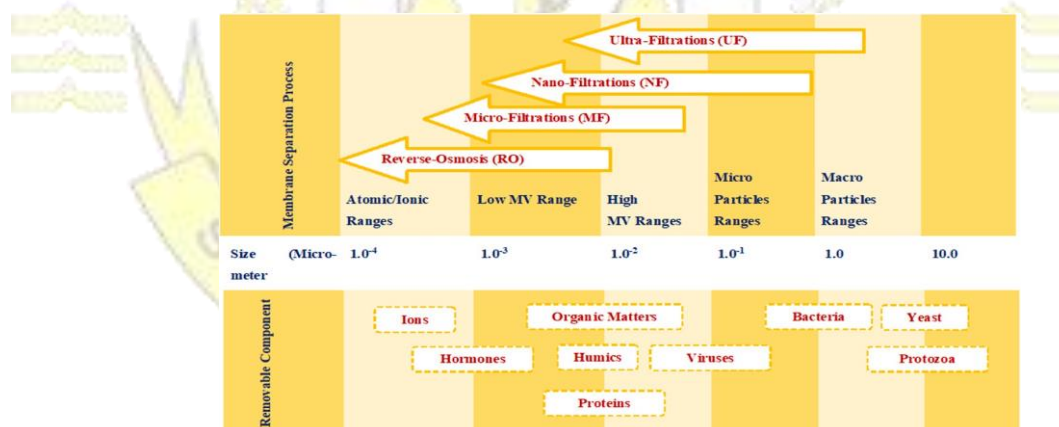 Ultra-Filtrations (UF)
Nano-Filtrations (NF)
Micro-Filtrations (MF)
Reverse-Osmosis (RO)
Membrane Separation Process
Atomic/Ionic
Ranges
Low MV Range
High
MV Ranges
Micro
Particles
Ranges
Macro
Particles
Ranges
Size (Micro-
meter
1.0-4
1.0-3
1.0-2
1.0-1
1.0
10.0
Removable Component
Ions
Organic Matters
Bacteria
Yeast
Hormones
Humics
Viruses
Protozoa
Proteins